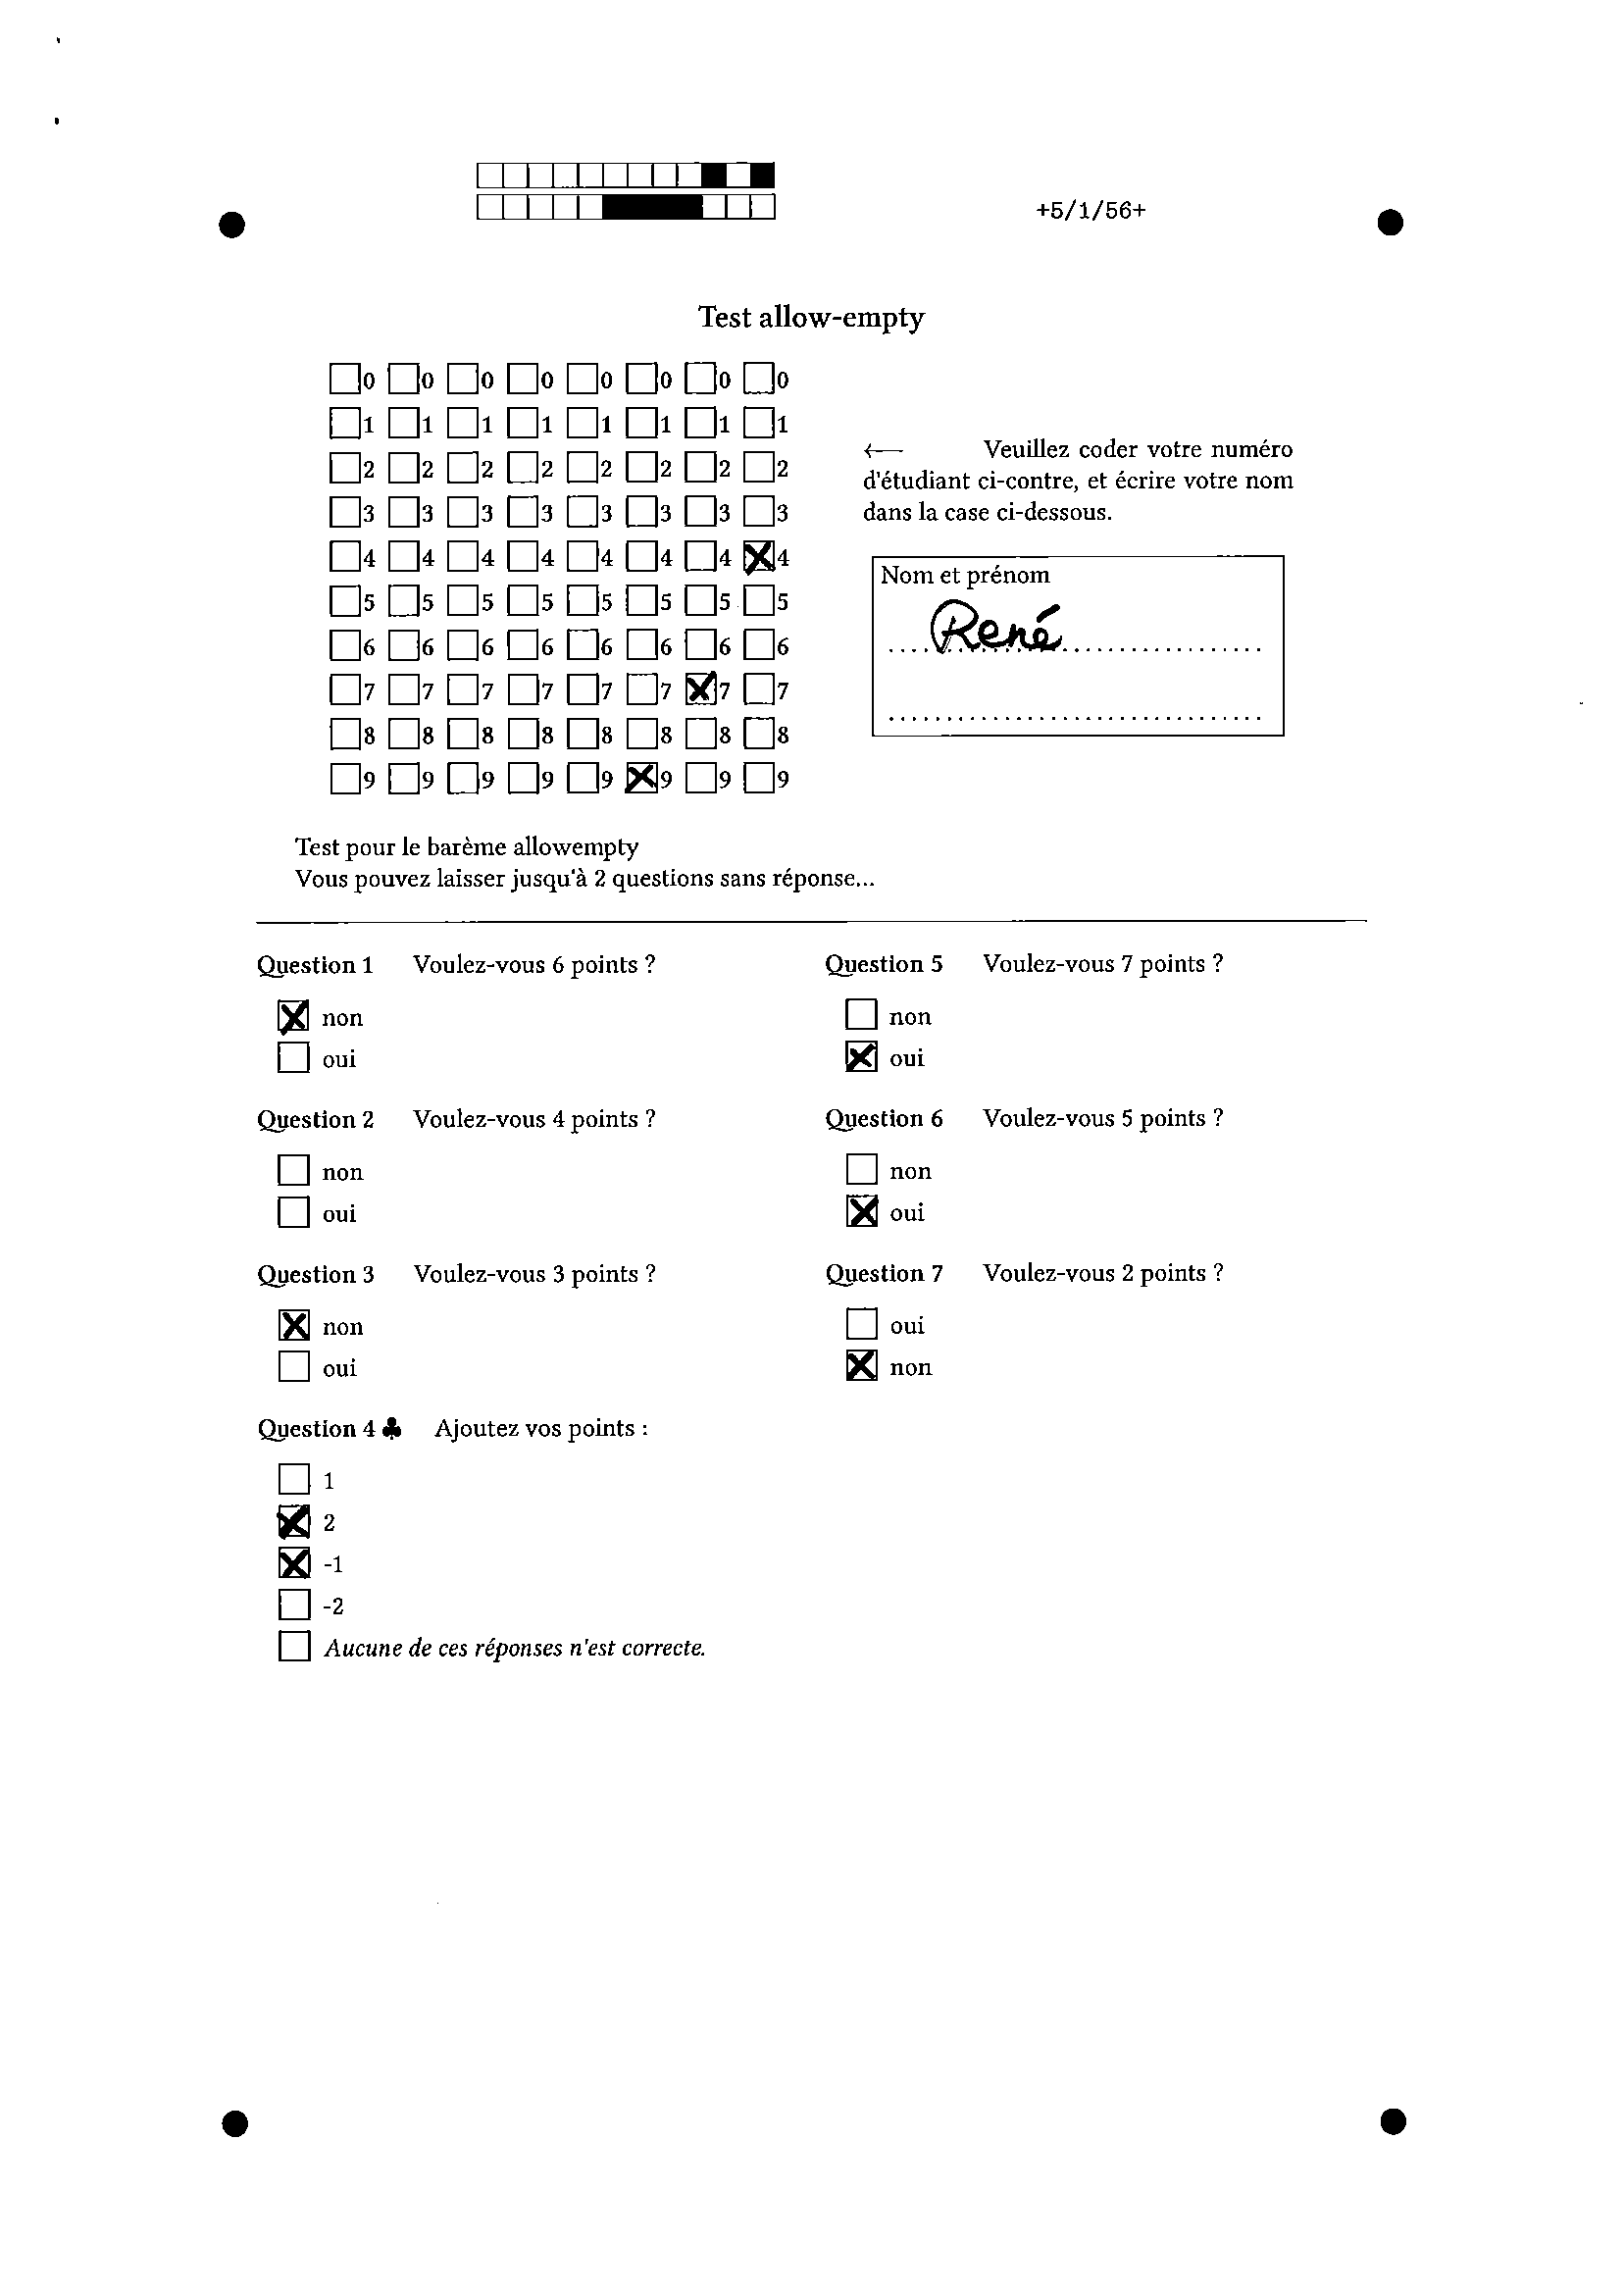 +5/1/56+
Test allow-empty
0 0 0 0 0 0 0 0
1 1 1 1 1 1 1 1
2 2 2 2 2 2 2 2
3 3 3 3 3 3 3 3
4 4 4 4 4 4 4 4
5 5 5 5 5 5 5 5
6 6 6 6 6 6 6 6
7 7 7 7 7 7 7 7
8 8 8 8 8 8 8 8
9 9 9 9 9 9 9 9
← Veuillez coder votre numéro
d'étudiant ci-contre, et écrire votre nom
dans la case ci-dessous.
Nom et prénom
René
Test pour le barème allowempty
Vous pouvez laisser jusqu'à 2 questions sans réponse...
Question 1 Voulez-vous 6 points ?
non
oui
Question 2 Voulez-vous 4 points ?
non
oui
Question 3 Voulez-vous 3 points ?
non
oui
Question 4 ♣ Ajoutez vos points :
1
2
-1
-2
Aucune de ces réponses n'est correcte.
Question 5 Voulez-vous 7 points ?
non
oui
Question 6 Voulez-vous 5 points ?
non
oui
Question 7 Voulez-vous 2 points ?
oui
non